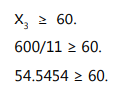 X₃ ≥ 60.
600/11 ≥ 60.
54.5454 ≥ 60.